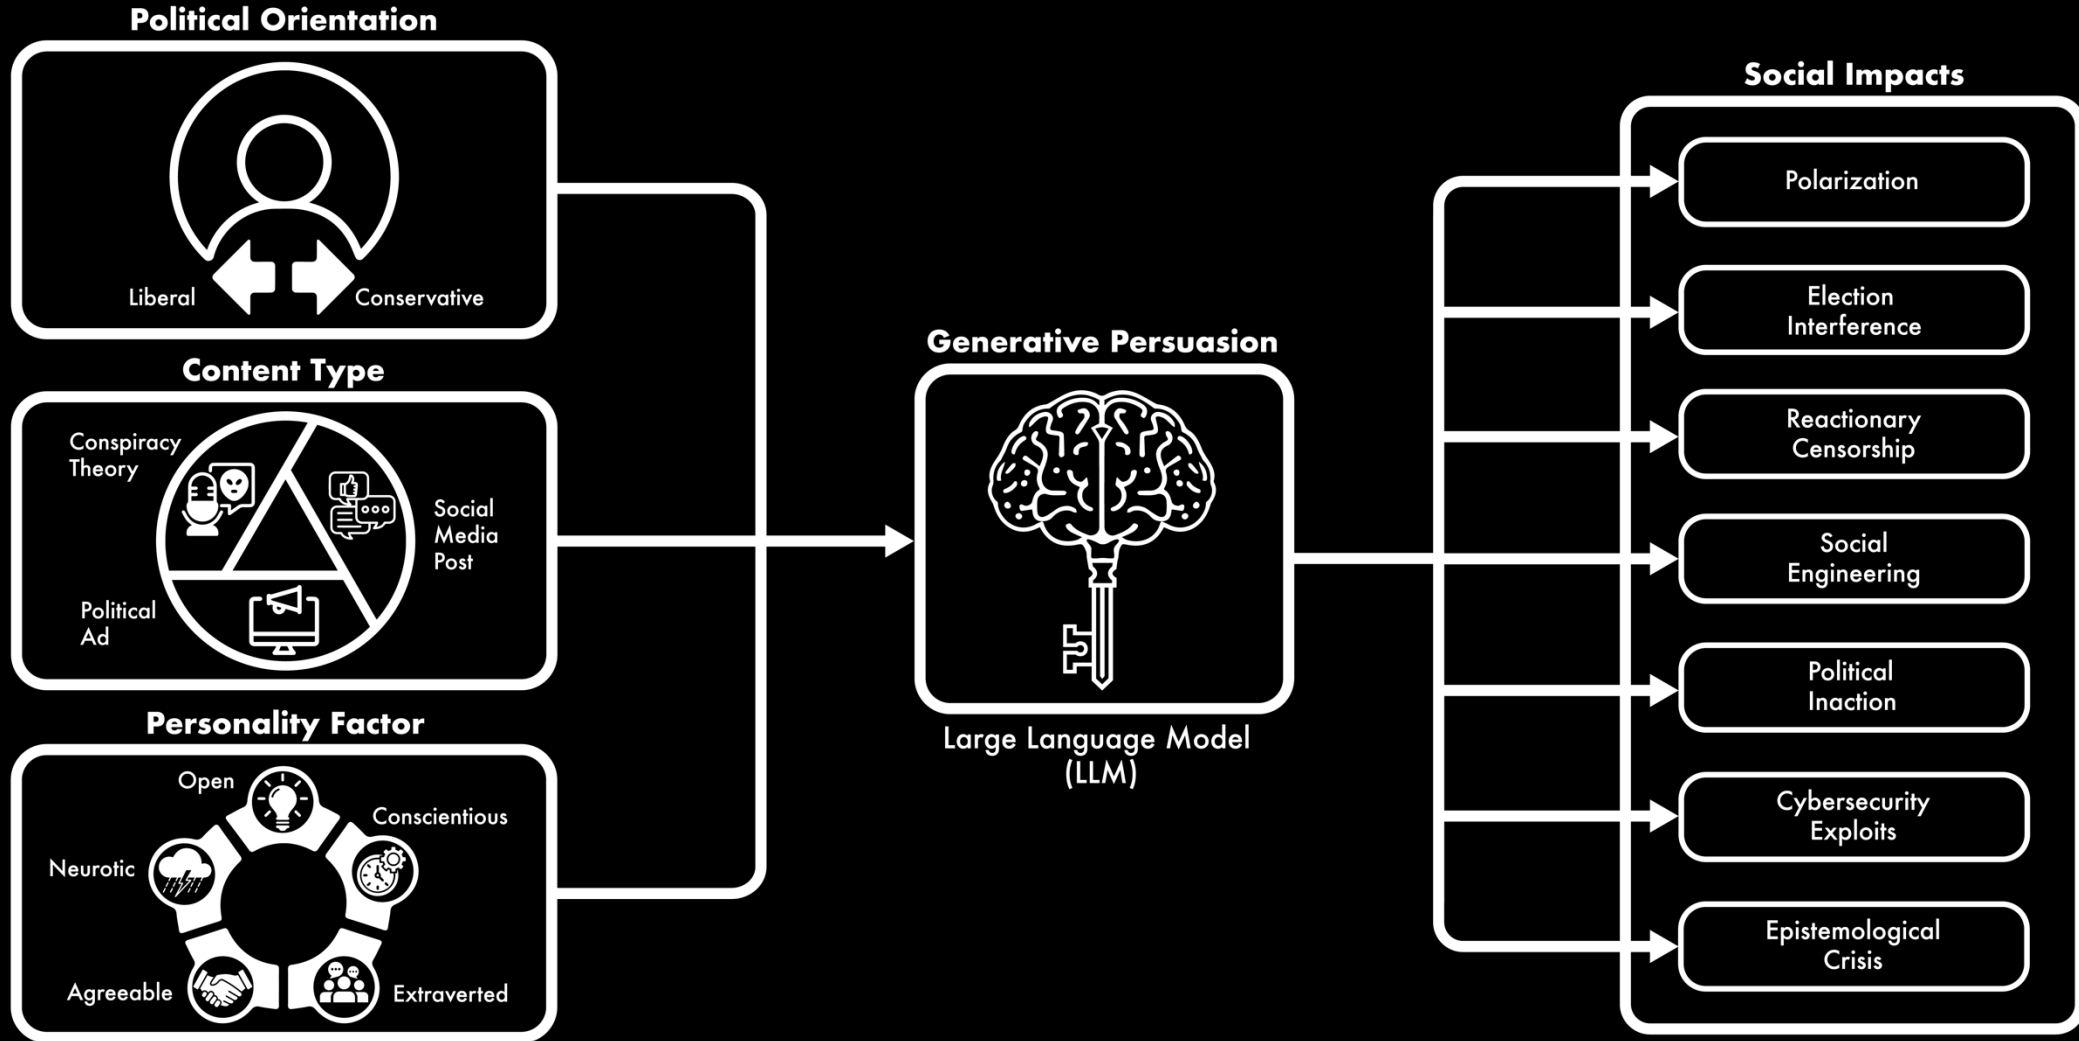 Political Orientation
Liberal
Conservative
Content Type
Conspiracy
Theory
Social
Media
Post
Political
Ad
Personality Factor
Open
Conscientious
Neurotic
Agreeable
Extraverted
Generative Persuasion
Large Language Model
(LLM)
Social Impacts
Polarization
Election
Interference
Reactionary
Censorship
Social
Engineering
Political
Inaction
Cybersecurity
Exploits
Epistemological
Crisis